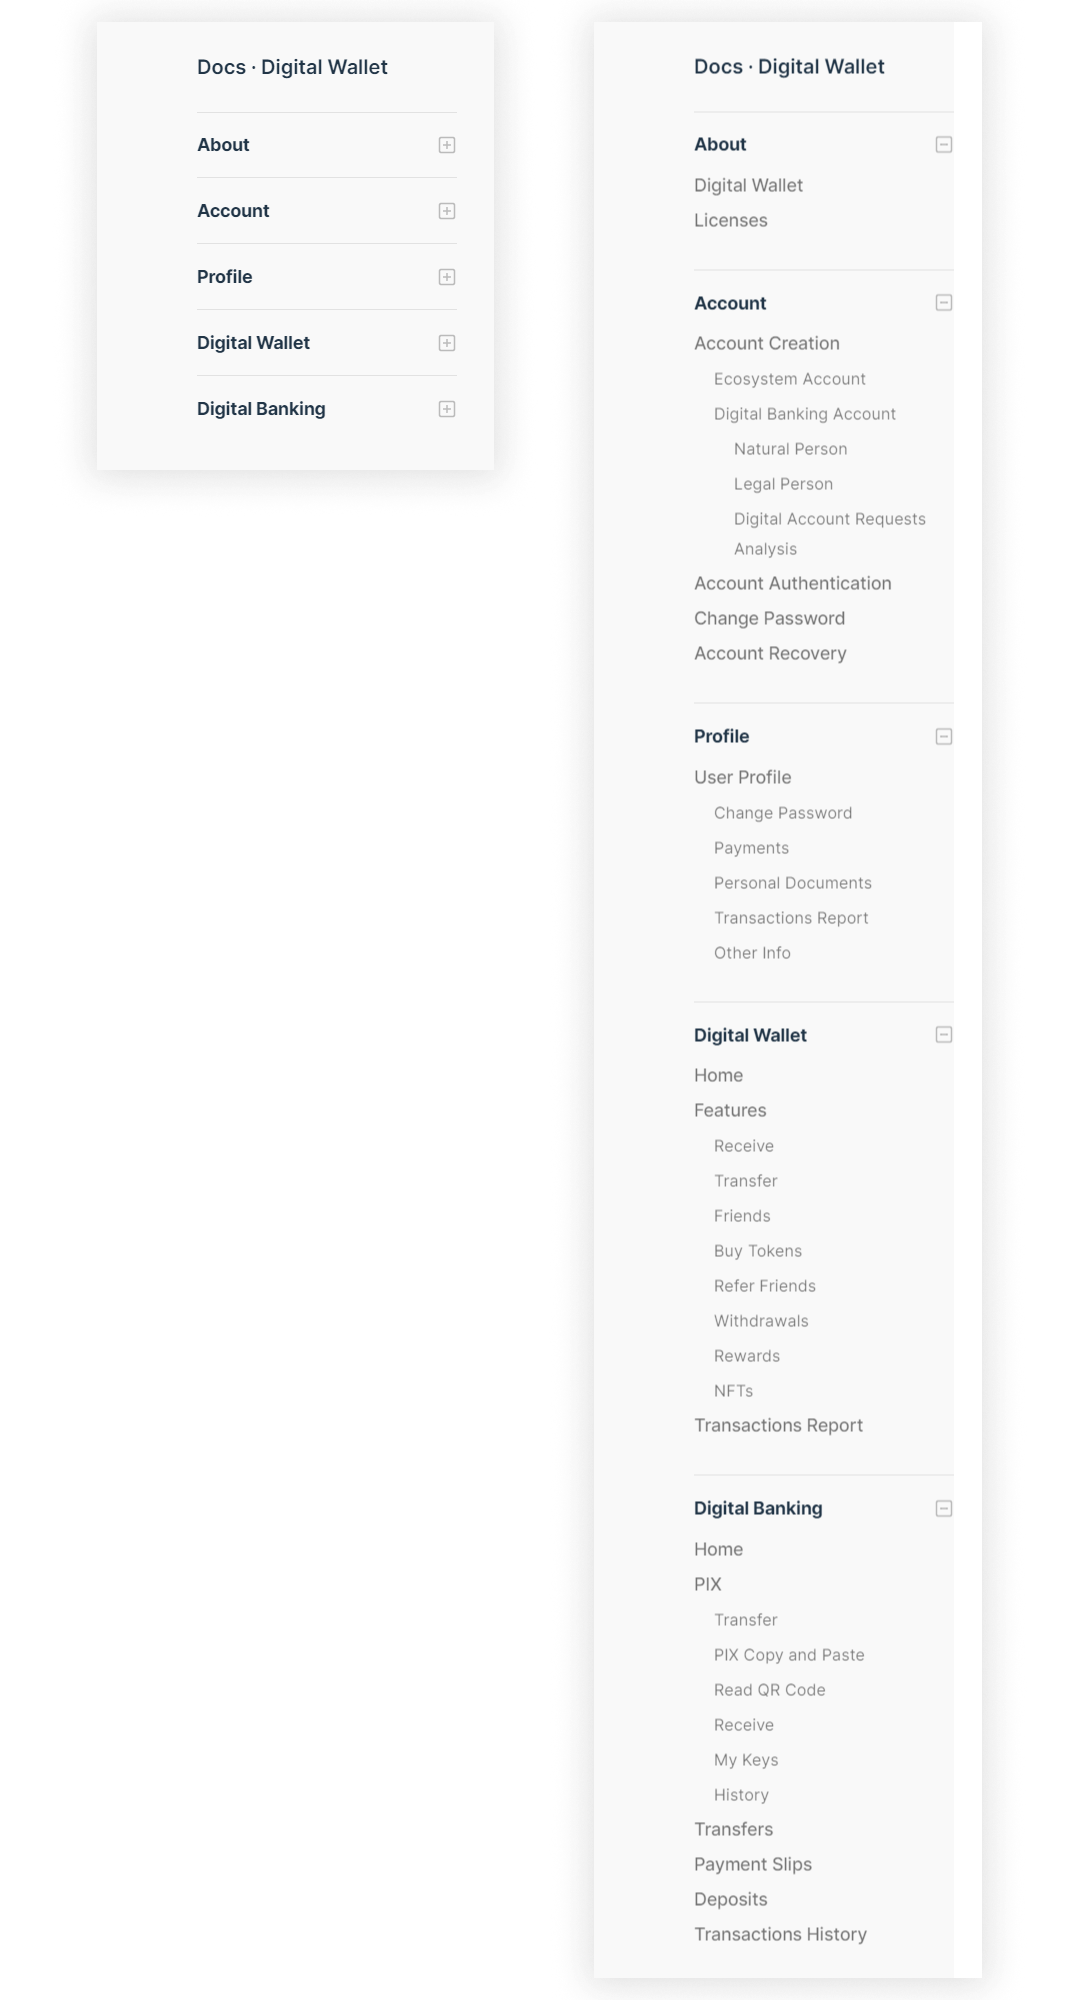 Docs · Digital Wallet
About
Account
Profile
Digital Wallet
Digital Banking
Docs · Digital Wallet
About
Digital Wallet
Licenses
Account
Account Creation
Ecosystem Account
Digital Banking Account
Natural Person
Legal Person
Digital Account Requests
Analysis
Account Authentication
Change Password
Account Recovery
Profile
User Profile
Change Password
Payments
Personal Documents
Transactions Report
Other Info
Digital Wallet
Home
Features
Receive
Transfer
Friends
Buy Tokens
Refer Friends
Withdrawals
Rewards
NFTs
Transactions Report
Digital Banking
Home
PIX
Transfer
PIX Copy and Paste
Read QR Code
Receive
My Keys
History
Transfers
Payment Slips
Deposits
Transactions History